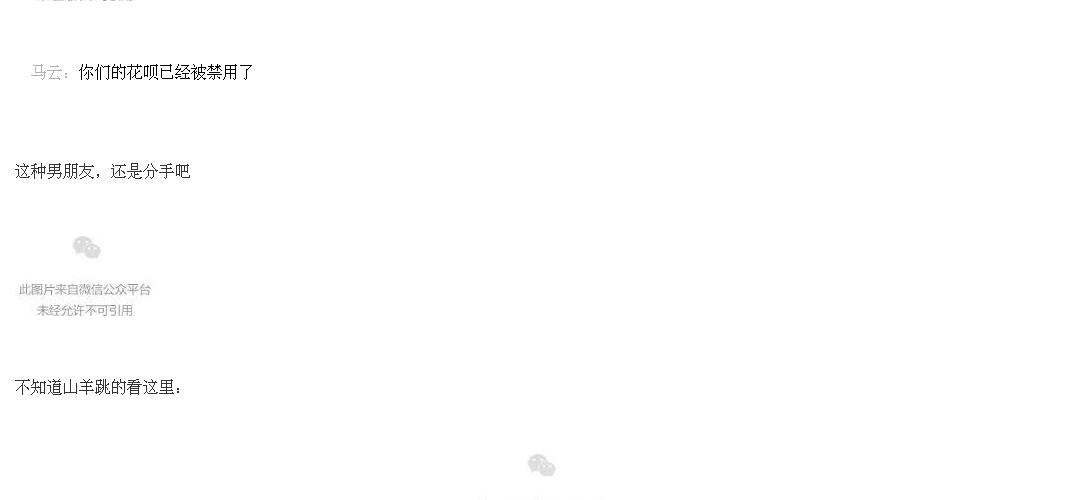 马云：你们的花呗已经被禁用了
这种男朋友，还是分手吧
此图片来自微信公众平台
未经允许不可引用
不知道山羊跳的看这里：